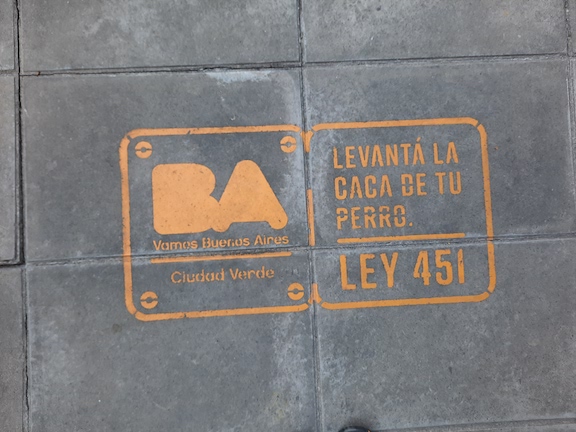 BA
Vamos Buenos Aires
Ciudad Verde
LEVANTÁ LA
CACA DE TU
PERRO.
LEY 451